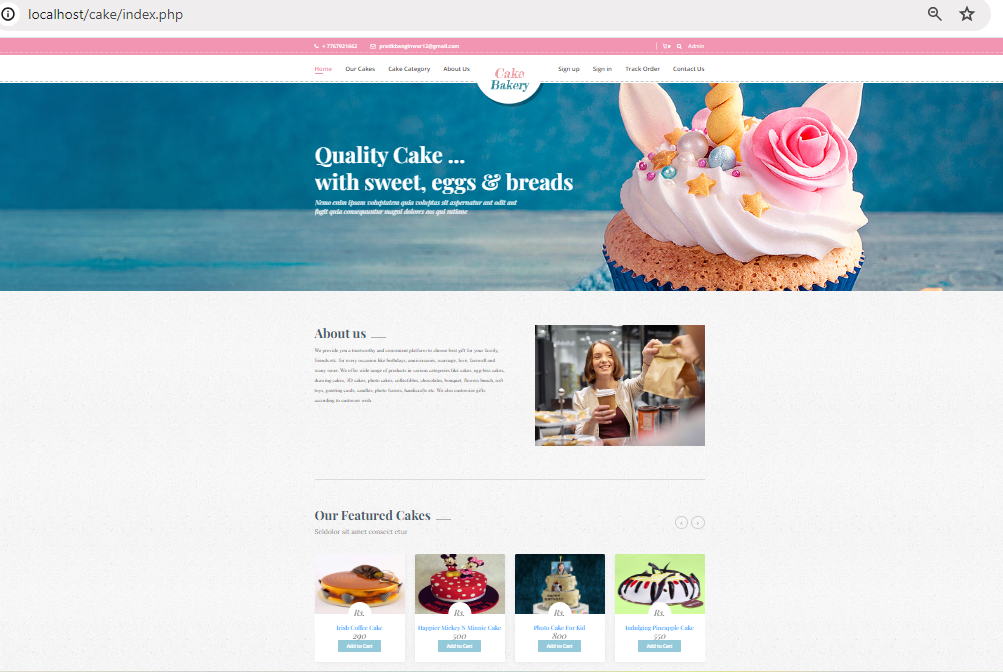 localhost/cake/index.php
+ 7767921662
Admin
Home
Our Cakes
Cake Category
About Us
Cake
Bakery
Sign up
Sign in
Track Order
Contact Us
Quality Cake ...
with sweet, eggs & breads
Nemo enim ipsam voluptatem quia voluptas sit aspernatur aut odit aut
fugit quia consequuntur magni dolores eos qui ratione
About us
We provide you a trustworthy and convenient platform to choose best gift for your family,
friends etc. for every occasion like birthdays, anniversaries, marriage, love, farewell and
many more. We offer wide range of products in various categories like cakes, egg-less cakes,
drawing cakes, 3D cakes, photo cakes, collectibles, chocolates, bouquet, flowers bunch, soft
toys, greeting cards, candles, photo frames, handicrafts etc. We also customize gifts
according to customer wish.
Our Featured Cakes
Seldolor sit amet consect etur
Rs.
Irish Coffee Cake
290
Add to Cart
Rs.
Happier Mickey N Minnie Cake
500
Add to Cart
Rs.
Photo Cake For Kid
800
Add to Cart
Rs.
Indulging Pineapple Cake
550
Add to Cart